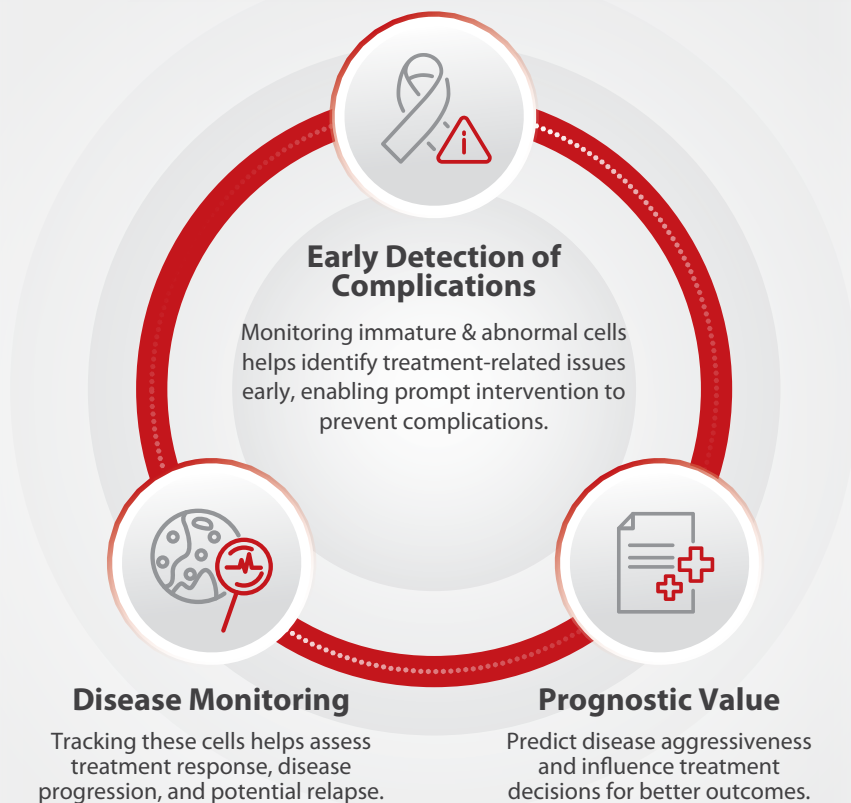 Early Detection of
Complications
Monitoring immature & abnormal cells
helps identify treatment-related issues
early, enabling prompt intervention to
prevent complications.
Disease Monitoring
Tracking these cells helps assess
treatment response, disease
progression, and potential relapse.
Prognostic Value
Predict disease aggressiveness
and influence treatment
decisions for better outcomes.